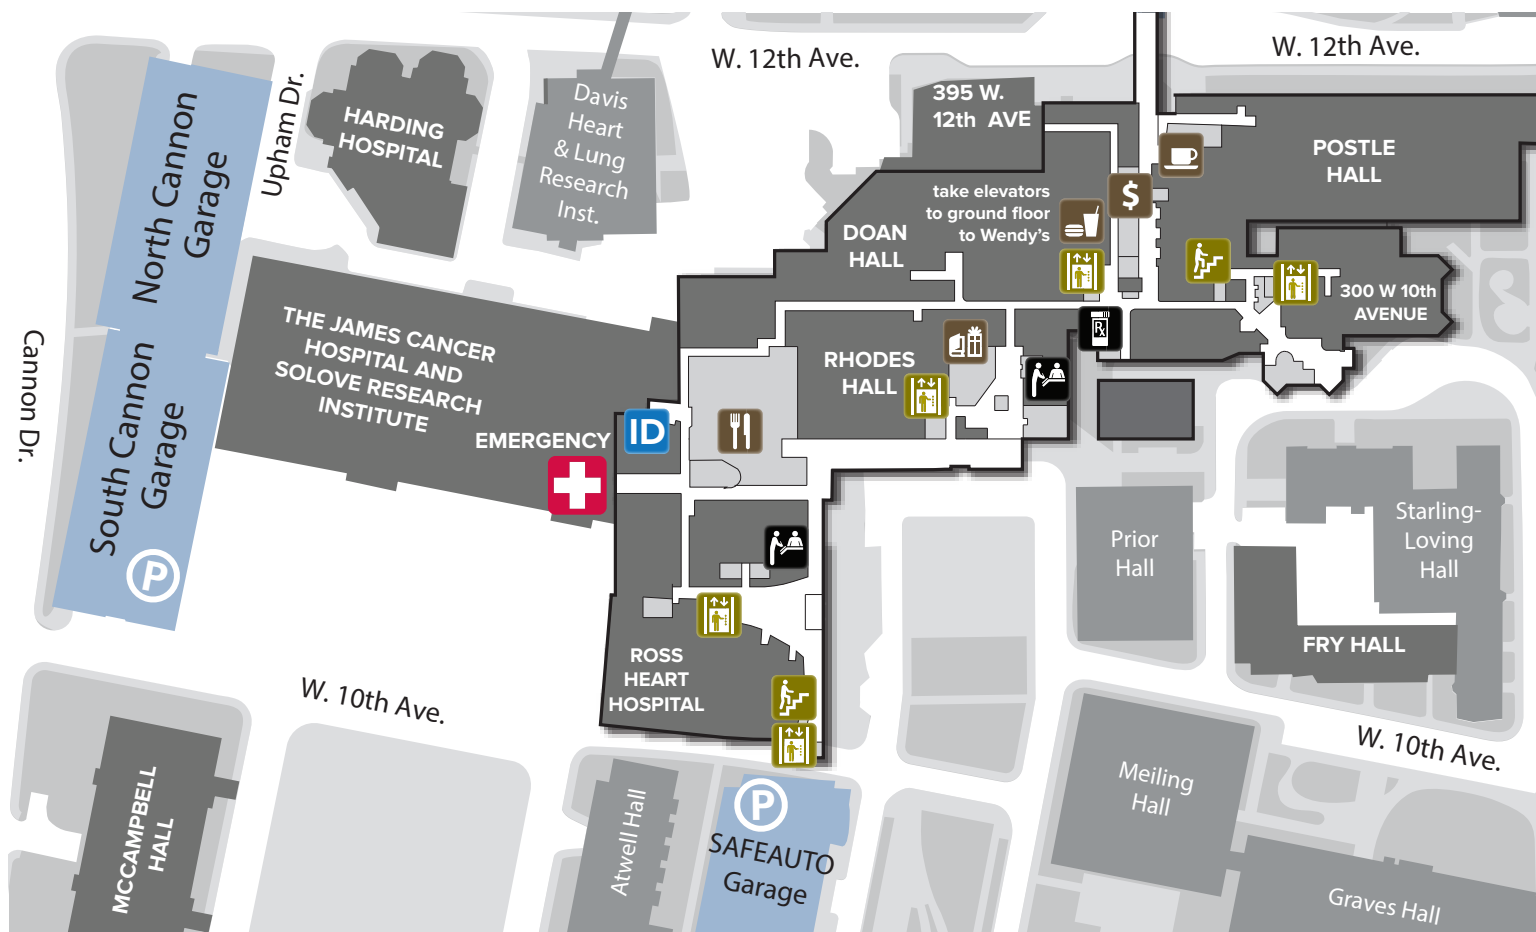 W. 12th Ave.
W. 12th Ave.
North Cannon
Garage
Upham Dr.
HARDING
HOSPITAL
Davis
Heart
& Lung
Research
Inst.
395 W.
12th AVE
POSTLE
HALL
take elevators
to ground floor
to Wendy's
$
DOAN
HALL
300 W 10th
AVENUE
Rx
THE JAMES CANCER
HOSPITAL AND
SOLOVE RESEARCH
INSTITUTE
RHODES
HALL
Cannon Dr.
South Cannon
Garage
P
EMERGENCY
ID
Prior
Hall
Starling-
Loving
Hall
FRY HALL
ROSS
HEART
HOSPITAL
W. 10th Ave.
W. 10th Ave.
MCCAMPBELL
HALL
Atwell Hall
P
SAFEAUTO
Garage
Meiling
Hall
Graves Hall